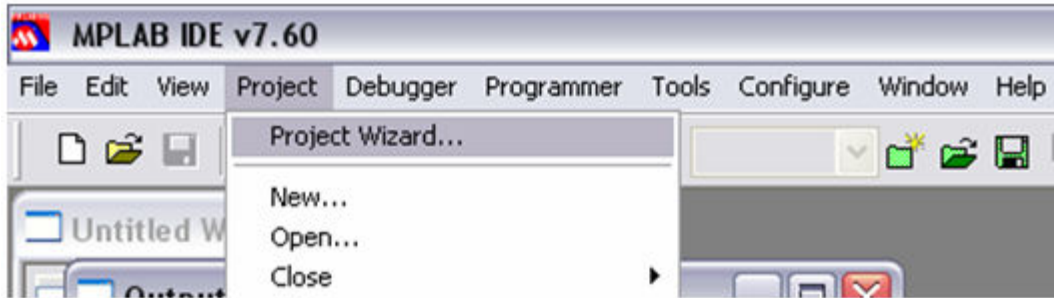 MPLAB IDE v7.60
File Edit View Project Debugger Programmer Tools Configure Window Help
Project Wizard...
New...
Untitled W
Open...
Close
Output